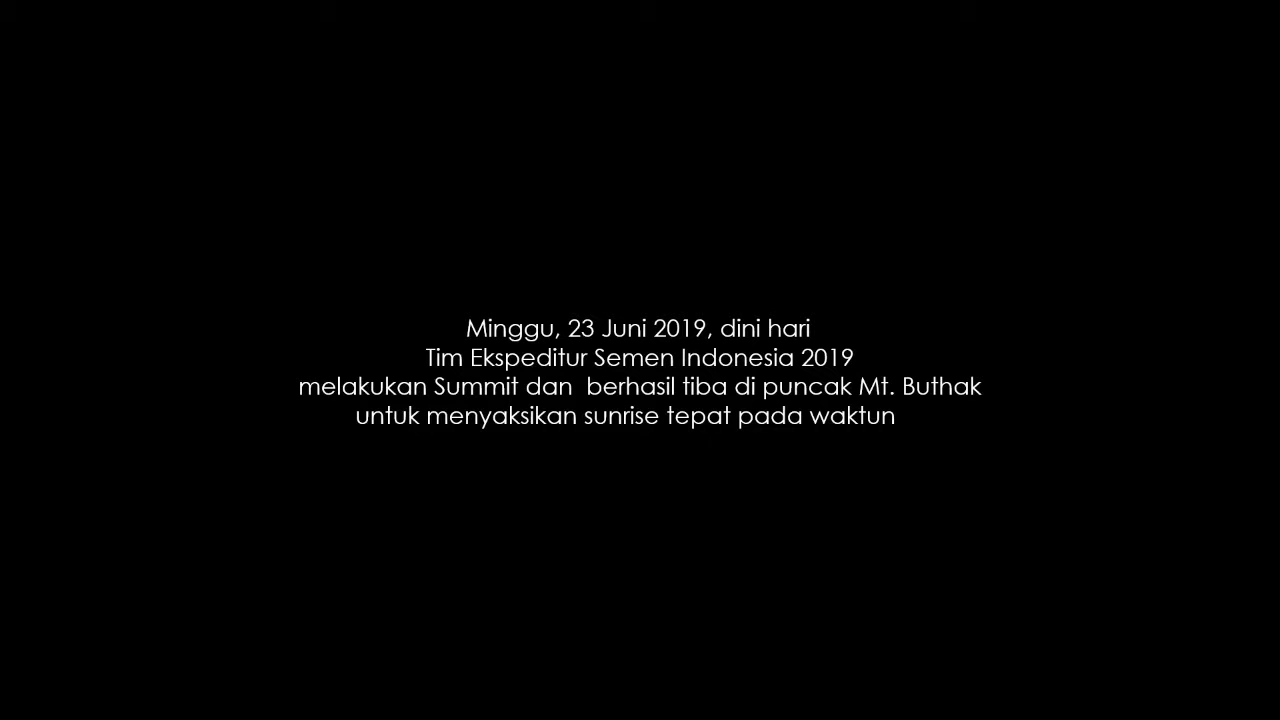 Minggu, 23 Juni 2019, dini hari
Tim Ekspeditur Semen Indonesia 2019
melakukan Summit dan  berhasil tiba di puncak Mt. Buthak
untuk menyaksikan sunrise tepat pada waktun